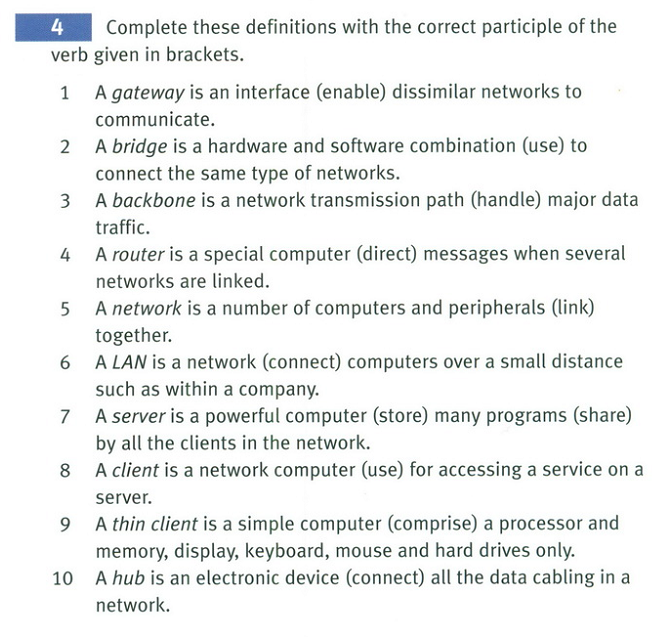 4 Complete these definitions with the correct participle of the
verb given in brackets.
1 A gateway is an interface (enable) dissimilar networks to
communicate.
2 A bridge is a hardware and software combination (use) to
connect the same type of networks.
3 A backbone is a network transmission path (handle) major data
traffic.
4 A router is a special computer (direct) messages when several
networks are linked.
5 A network is a number of computers and peripherals (link)
together.
6 A LAN is a network (connect) computers over a small distance
such as within a company.
7 A server is a powerful computer (store) many programs (share)
by all the clients in the network.
8 A client is a network computer (use) for accessing a service on a
server.
9 A thin client is a simple computer (comprise) a processor and
memory, display, keyboard, mouse and hard drives only.
10 A hub is an electronic device (connect) all the data cabling in a
network.